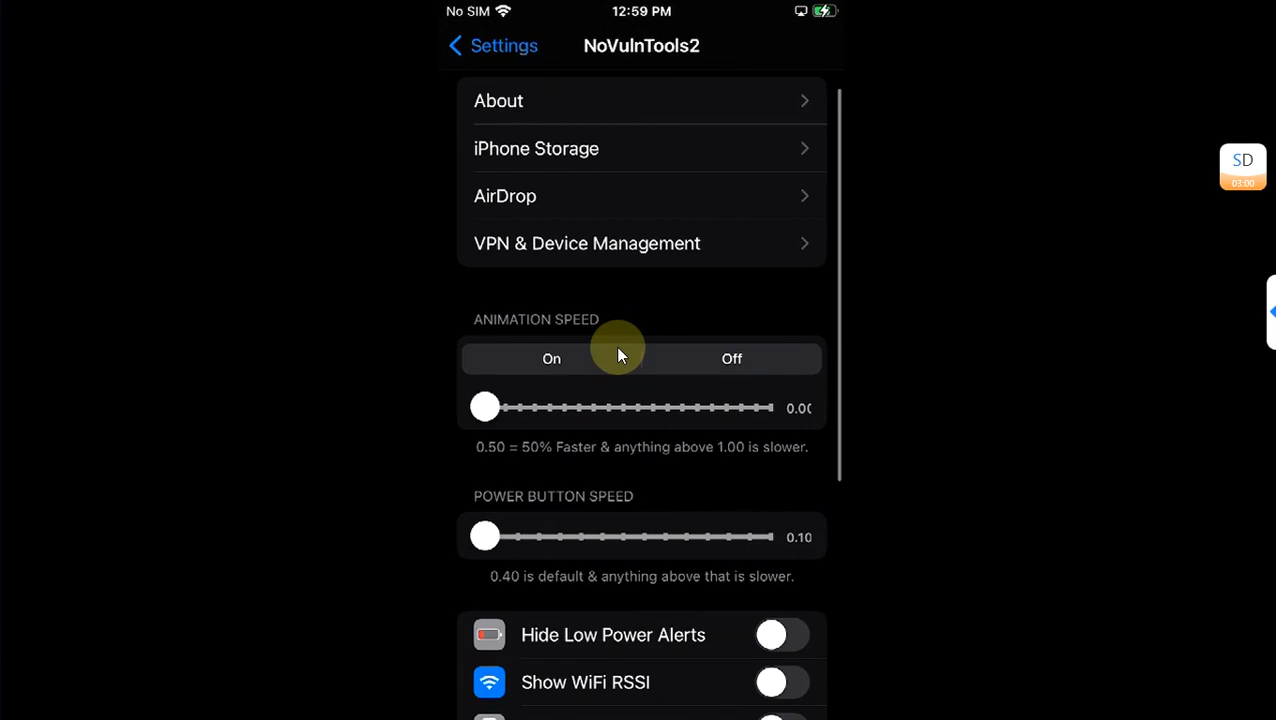 No SIM
12:59 PM
Settings
NoVulnTools2
About
iPhone Storage
AirDrop
VPN & Device Management
ANIMATION SPEED
On
Off
0.00
0.50 = 50% Faster & anything above 1.00 is slower.
POWER BUTTON SPEED
0.10
0.40 is default & anything above that is slower.
Hide Low Power Alerts
Show WiFi RSSI
SD
03:00